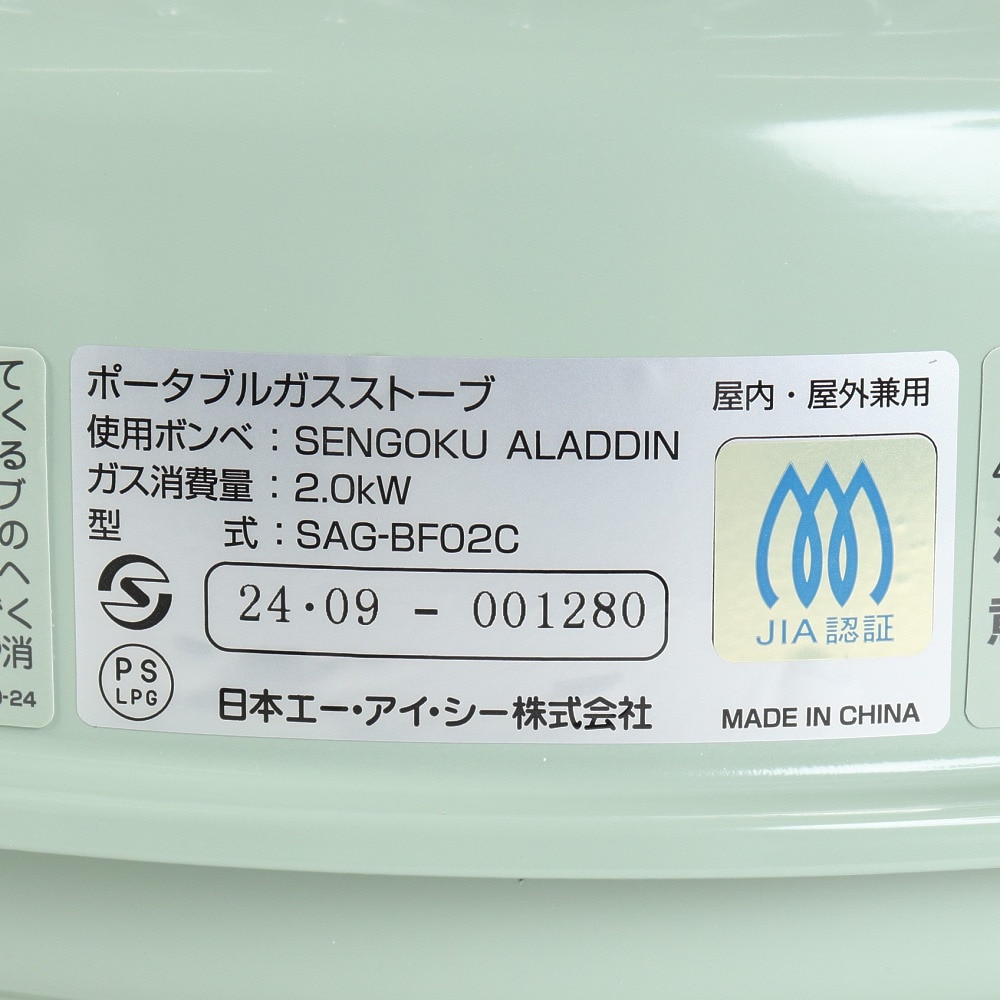 ポータブルガスストーブ
屋内・屋外兼用
使用ボンベ：SENGOKU ALADDIN
ガス消費量：2.0kW
型　　　式：SAG-BF02C
24・09 - 001280
JIA 認証
PS
LPG
日本エー・アイ・シー株式会社
MADE IN CHINA
て
くる
ブ
の
へ
く
消
-24